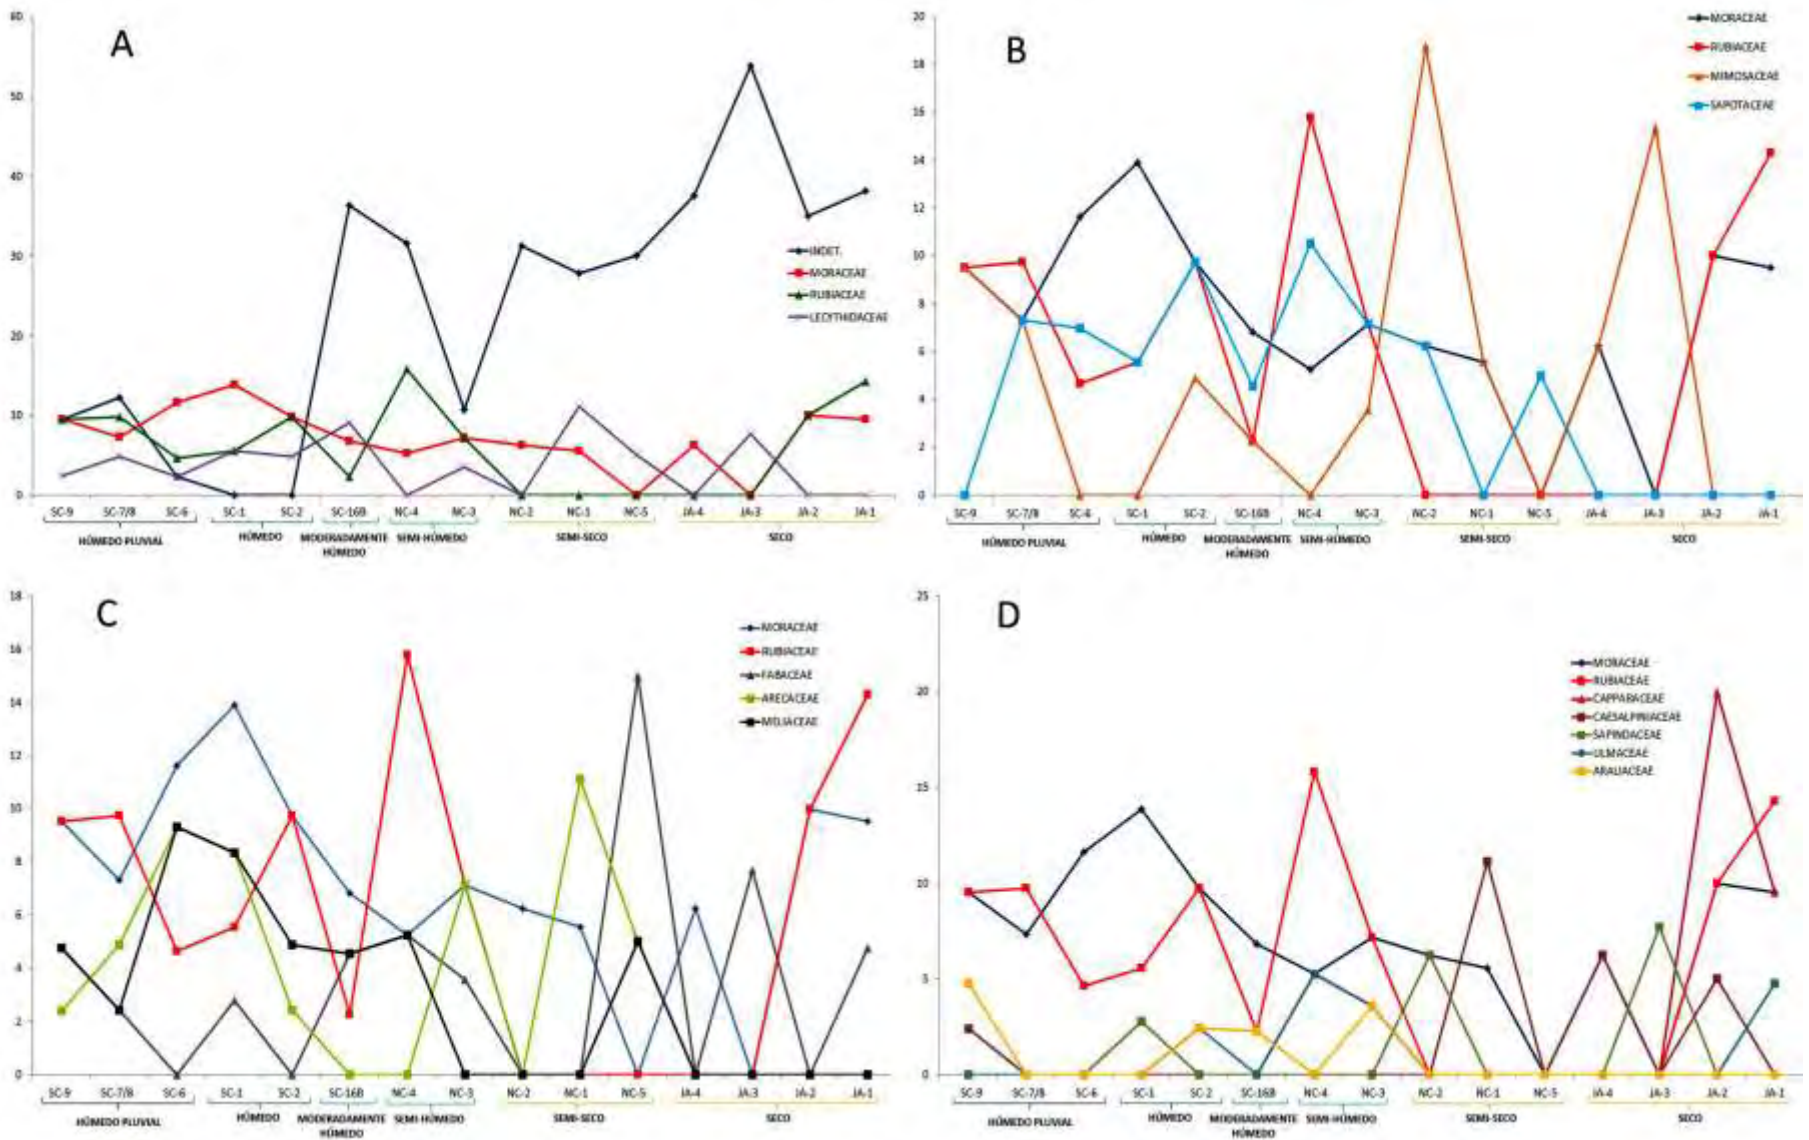 A
60
50
40
30
20
10
0
INDET.
MORACEAE
RUBIACEAE
LECYTHIDACEAE
SC-9 SC-7/8 SC-6 SC-1 SC-2 SC-16B NC-4 NC-3 NC-2 NC-1 NC-5 JA-4 JA-3 JA-2 JA-1
HÚMEDO PLUVIAL HÚMEDO MODERADAMENTE SEMI-HÚMEDO SEMI-SECO SECO
HÚMEDO
B
20
18
16
14
12
10
8
6
4
2
0
MORACEAE
RUBIACEAE
MIMOSACEAE
SAPOTACEAE
SC-9 SC-7/8 SC-6 SC-1 SC-2 SC-16B NC-4 NC-3 NC-2 NC-1 NC-5 JA-4 JA-3 JA-2 JA-1
HÚMEDO PLUVIAL HÚMEDO MODERADAMENTE SEMI-HÚMEDO SEMI-SECO SECO
HÚMEDO
C
18
16
14
12
10
8
6
4
2
0
MORACEAE
RUBIACEAE
FABACEAE
ARECACEAE
MELIACEAE
SC-9 SC-7/8 SC-6 SC-1 SC-2 SC-16B NC-4 NC-3 NC-2 NC-1 NC-5 JA-4 JA-3 JA-2 JA-1
HÚMEDO PLUVIAL HÚMEDO MODERADAMENTE SEMI-HÚMEDO SEMI-SECO SECO
HÚMEDO
D
25
20
15
10
5
0
MORACEAE
RUBIACEAE
CAPPARACEAE
CAESALPINIACEAE
SAPINDACEAE
ULMACEAE
ARALIACEAE
SC-9 SC-7/8 SC-6 SC-1 SC-2 SC-16B NC-4 NC-3 NC-2 NC-1 NC-5 JA-4 JA-3 JA-2 JA-1
HÚMEDO PLUVIAL HÚMEDO MODERADAMENTE SEMI-HÚMEDO SEMI-SECO SECO
HÚMEDO